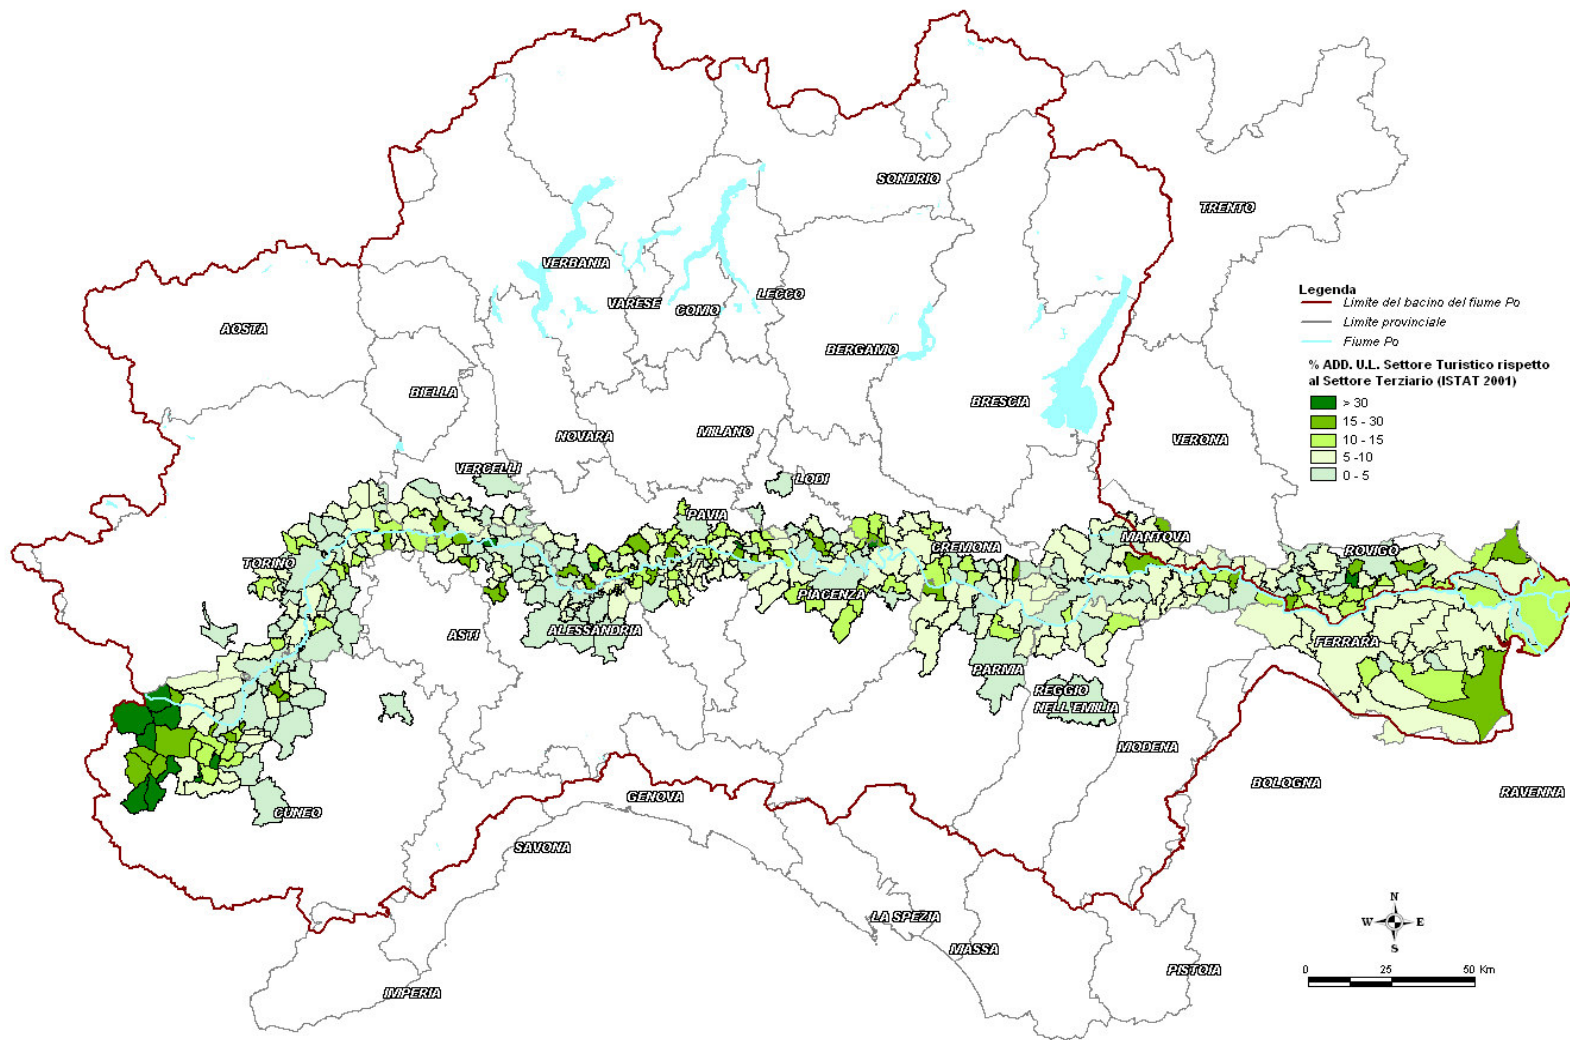 SONDRIO
TRENTO
VERBANIA
VARESE
COMO
LECCO
AOSTA
BERGAMO
BIELLA
BRESCIA
NOVARA
MILANO
VERONA
VERCELLI
LODI
PAVIA
TORINO
CREMONA
MANTOVA
ROVIGO
PIACENZA
ASTI
ALESSANDRIA
FERRARA
PARMA
REGGIO
NELL'EMILIA
MODENA
BOLOGNA
RAVENNA
CUNEO
GENOVA
SAVONA
LA SPEZIA
MASSA
PISTOIA
IMPERIA
Legenda
Limite del bacino del fiume Po
Limite provinciale
Fiume Po
% ADD. U.L. Settore Turistico rispetto
al Settore Terziario (ISTAT 2001)
> 30
15 - 30
10 - 15
5 -10
0 - 5
N
W E
S
0 25 50 Km